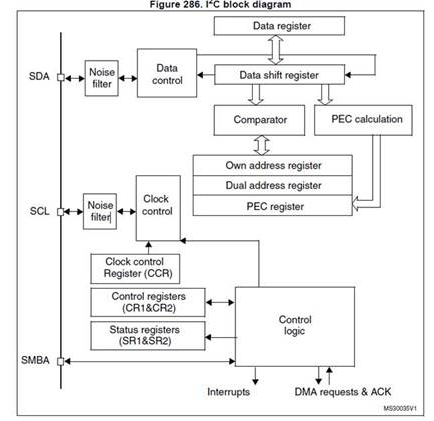 Figure 286. I²C block diagram
Data register
SDA
Noise
filter
Data
control
Data shift register
Comparator
PEC calculation
Own address register
Dual address register
PEC register
SCL
Noise
filter
Clock
control
Clock control
Register (CCR)
Control registers
(CR1&CR2)
Status registers
(SR1&SR2)
Control
logic
SMBA
Interrupts
DMA requests & ACK
MS30035V1